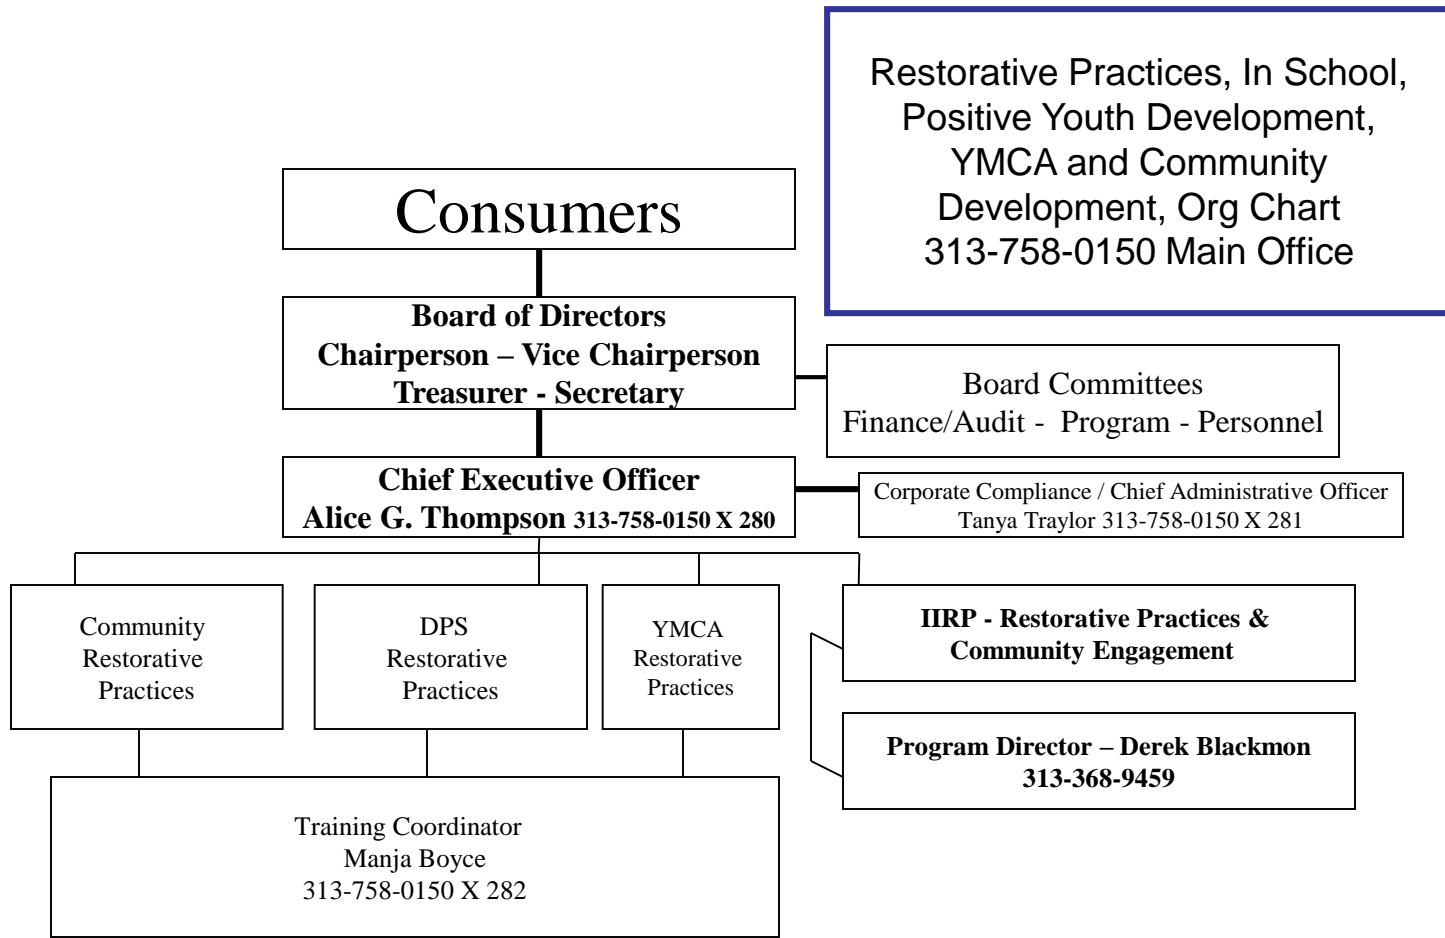 Restorative Practices, In School,
Positive Youth Development,
YMCA and Community
Development, Org Chart
313-758-0150 Main Office
Consumers
Board of Directors
Chairperson – Vice Chairperson
Treasurer - Secretary
Board Committees
Finance/Audit - Program - Personnel
Chief Executive Officer
Alice G. Thompson 313-758-0150 X 280
Corporate Compliance / Chief Administrative Officer
Tanya Traylor 313-758-0150 X 281
Community
Restorative
Practices
DPS
Restorative
Practices
YMCA
Restorative
Practices
IIRP - Restorative Practices &
Community Engagement
Program Director – Derek Blackmon
313-368-9459
Training Coordinator
Manja Boyce
313-758-0150 X 282